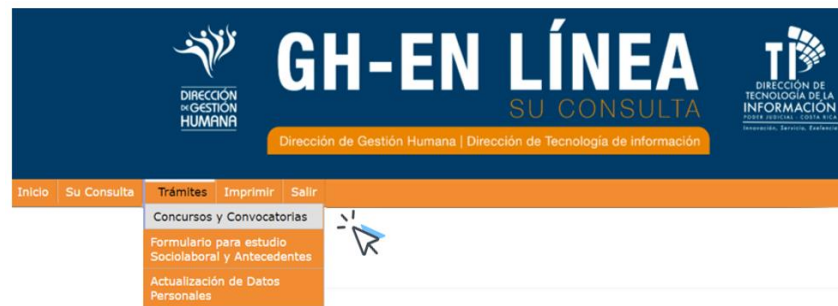 DIRECCIÓN
DE GESTIÓN
HUMANA
GH-EN LÍNEA
SU CONSULTA
Dirección de Gestión Humana | Dirección de Tecnología de información
TI
DIRECCIÓN DE
TECNOLOGÍA DE LA
INFORMACIÓN
PODER JUDICIAL - COSTA RICA
Innovación, Servicio, Exelencia
Inicio Su Consulta Trámites Imprimir Salir
Concursos y Convocatorias
Formulario para estudio
Sociolaboral y Antecedentes
Actualización de Datos
Personales